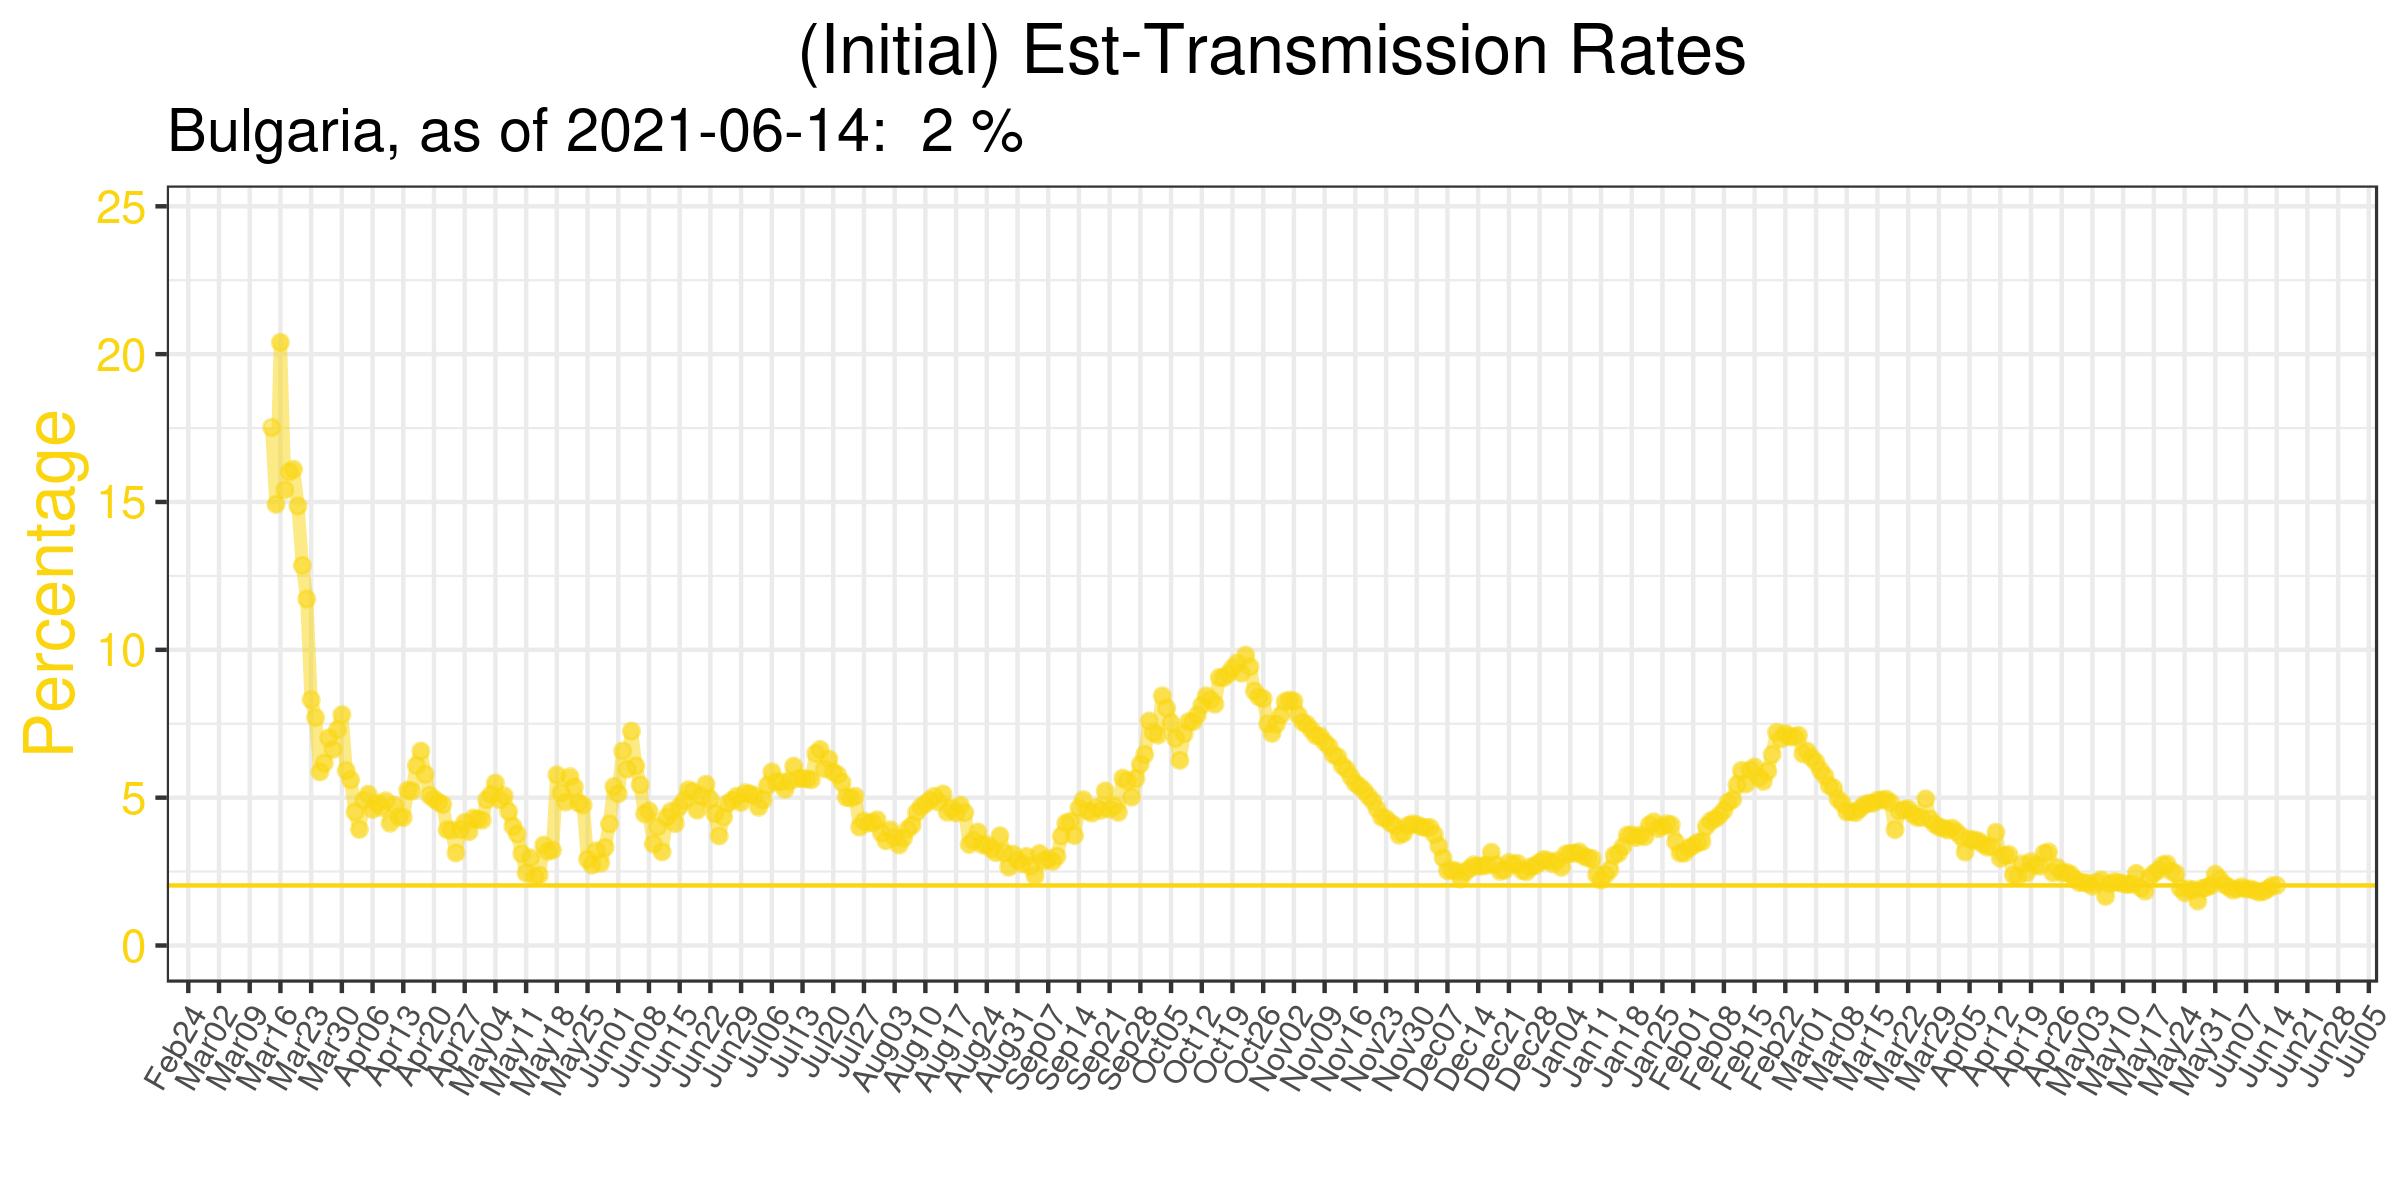 (Initial) Est-Transmission Rates
Bulgaria, as of 2021-06-14:  2 %
Percentage
25
20
15
10
5
0
Feb24
Mar02
Mar09
Mar16
Mar23
Mar30
Apr06
Apr13
Apr20
Apr27
May04
May11
May18
May25
Jun01
Jun08
Jun15
Jun22
Jun29
Jul06
Jul13
Jul20
Jul27
Aug03
Aug10
Aug17
Aug24
Aug31
Sep07
Sep14
Sep21
Sep28
Oct05
Oct12
Oct19
Oct26
Nov02
Nov09
Nov16
Nov23
Nov30
Dec07
Dec14
Dec21
Dec28
Jan04
Jan11
Jan18
Jan25
Feb01
Feb08
Feb15
Feb22
Mar01
Mar08
Mar15
Mar22
Mar29
Apr05
Apr12
Apr19
Apr26
May03
May10
May17
May24
May31
Jun07
Jun14
Jun21
Jun28
Jul05